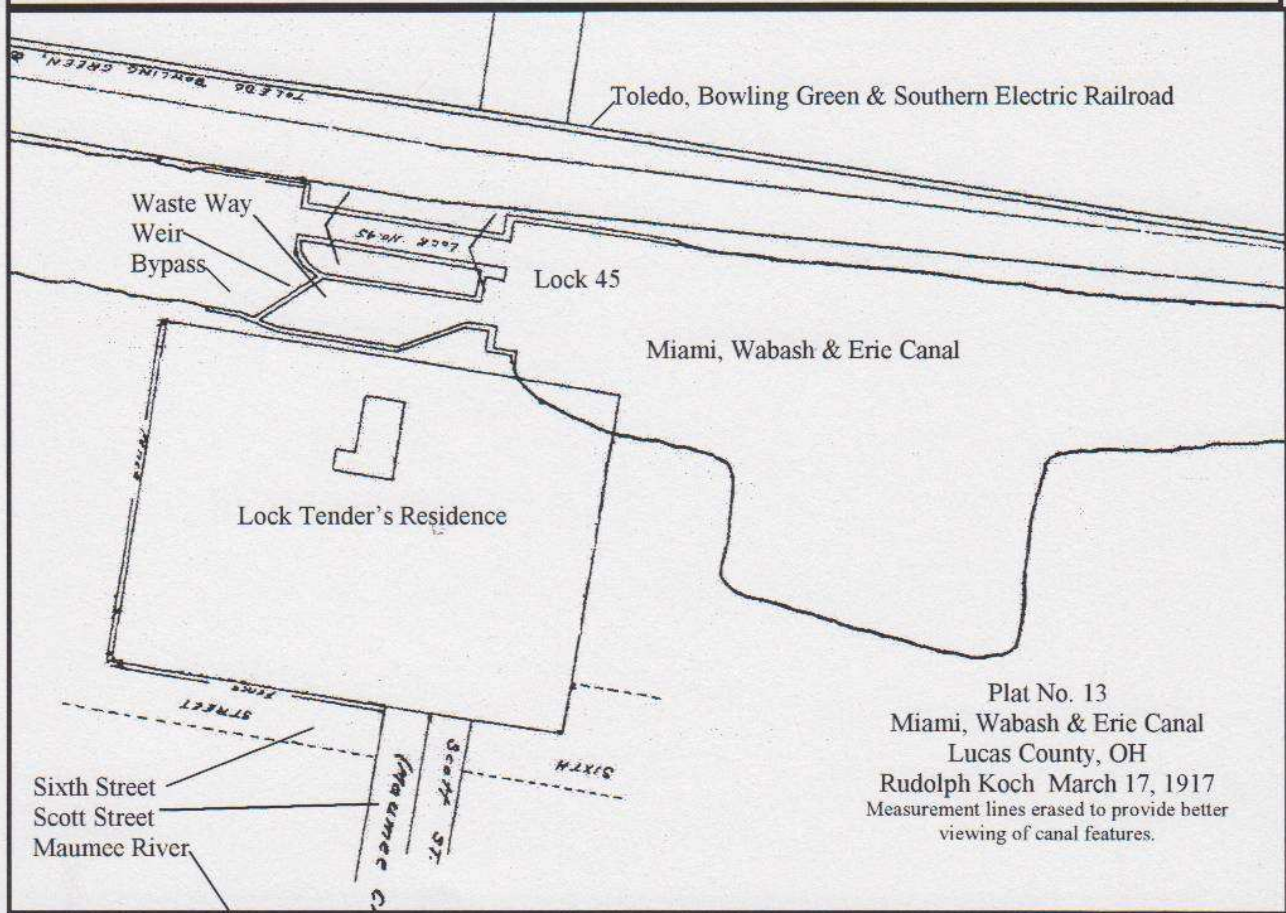 TOLEDO BOWLING GREEN, &
Toledo, Bowling Green & Southern Electric Railroad
Waste Way
Weir
Bypass
LOCK No. 45
Lock 45
Miami, Wabash & Erie Canal
Fence
Lock Tender's Residence
Fence
STREET
SIXTH
Scott St.
(Maumee C
Sixth Street
Scott Street
Maumee River
Plat No. 13
Miami, Wabash & Erie Canal
Lucas County, OH
Rudolph Koch March 17, 1917
Measurement lines erased to provide better
viewing of canal features.